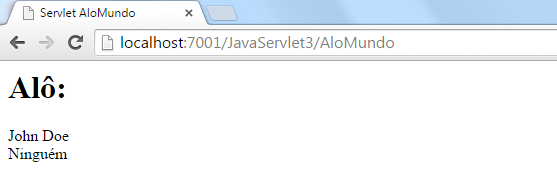 Servlet AloMundo
localhost:7001/JavaServlet3/AloMundo
Alô:
John Doe
Ninguém